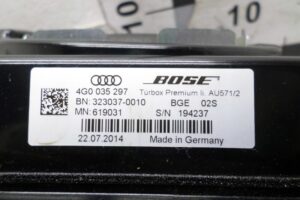 BOSE
4G0 035 297 Turbox Premium li. AU571/2
BN: 323037-0010 BGE 02S
MN: 619031 S/N 194237
22.07.2014 Made in Germany